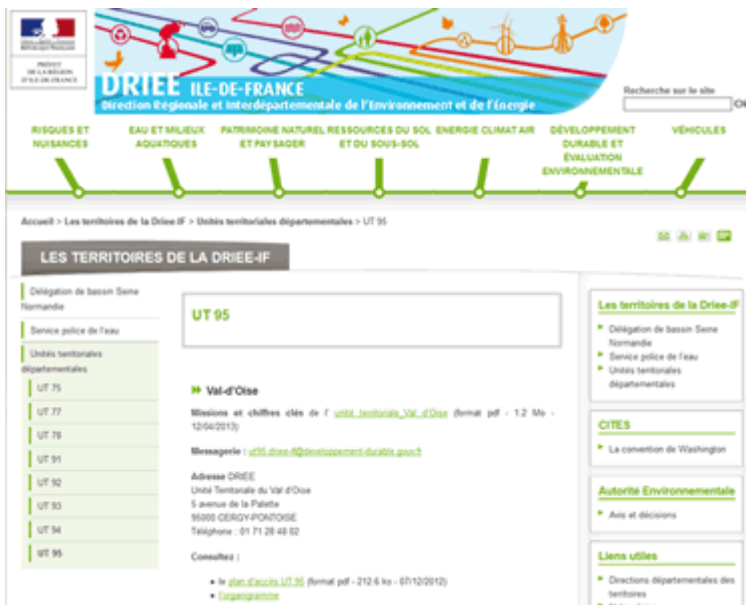 PRÉFET
DE LA RÉGION
D'ILE-DE-FRANCE
DRIEE ILE-DE-FRANCE
Direction Régionale et Interdépartementale de l'Environnement et de l'Énergie
Recherche sur le site
RISQUES ET NUISANCES
EAU ET MILIEUX AQUATIQUES
PATRIMOINE NATUREL ET PAYSAGER
RESSOURCES DU SOL ET DU SOUS-SOL
ENERGIE CLIMAT AIR
DÉVELOPPEMENT DURABLE ET ÉVALUATION ENVIRONNEMENTALE
VÉHICULES
Accueil > Les territoires de la Driee-IF > Unités territoriales départementales > UT 95
LES TERRITOIRES DE LA DRIEE-IF
Délégation de bassin Seine
Normandie
Service police de l'eau
Unités territoriales
départementales
UT 75
UT 77
UT 78
UT 91
UT 92
UT 93
UT 94
UT 95
UT 95
Val-d'Oise
Missions et chiffres clés de l' unité_territoriale_Val_d'Oise (format pdf - 1.2 Mo -
12/04/2013)
Messagerie : ut95.driee-if@developpement-durable.gouv.fr
Adresse DRIEE
Unité Territoriale du Val d'Oise
5 avenue de la Palette
95000 CERGY-PONTOISE
Téléphone : 01 71 28 48 02
Consultez :
le plan d'accès UT 95 (format pdf - 212.6 ko - 07/12/2012)
l'organigramme
Les territoires de la Driee-IF
Délégation de bassin Seine
Normandie
Service police de l'eau
Unités territoriales
départementales
CITES
La convention de Washington
Autorité Environnementale
Avis et décisions
Liens utiles
Directions départementales des
territoires